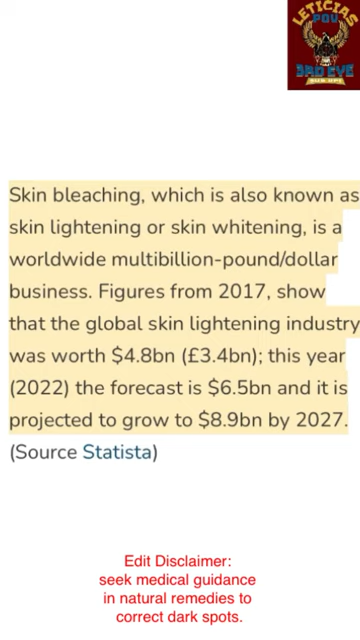 LETICIAS
POV
3RD EYE
Skin bleaching, which is also known as
skin lightening or skin whitening, is a
worldwide multibillion-pound/dollar
business. Figures from 2017, show
that the global skin lightening industry
was worth $4.8bn (£3.4bn); this year
(2022) the forecast is $6.5bn and it is
projected to grow to $8.9bn by 2027.
(Source Statista)
Edit Disclaimer:
seek medical guidance
in natural remedies to
correct dark spots.